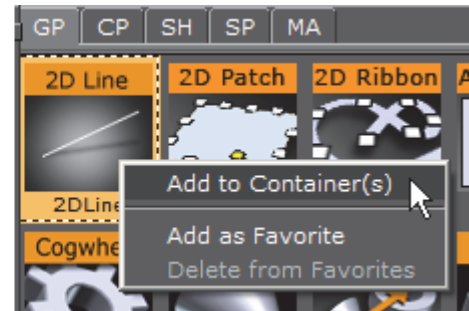 GP CP SH SP MA
2D Line 2D Patch 2D Ribbon A
2DLine
Add to Container(s)
Add as Favorite
Delete from Favorites
Cogwhe